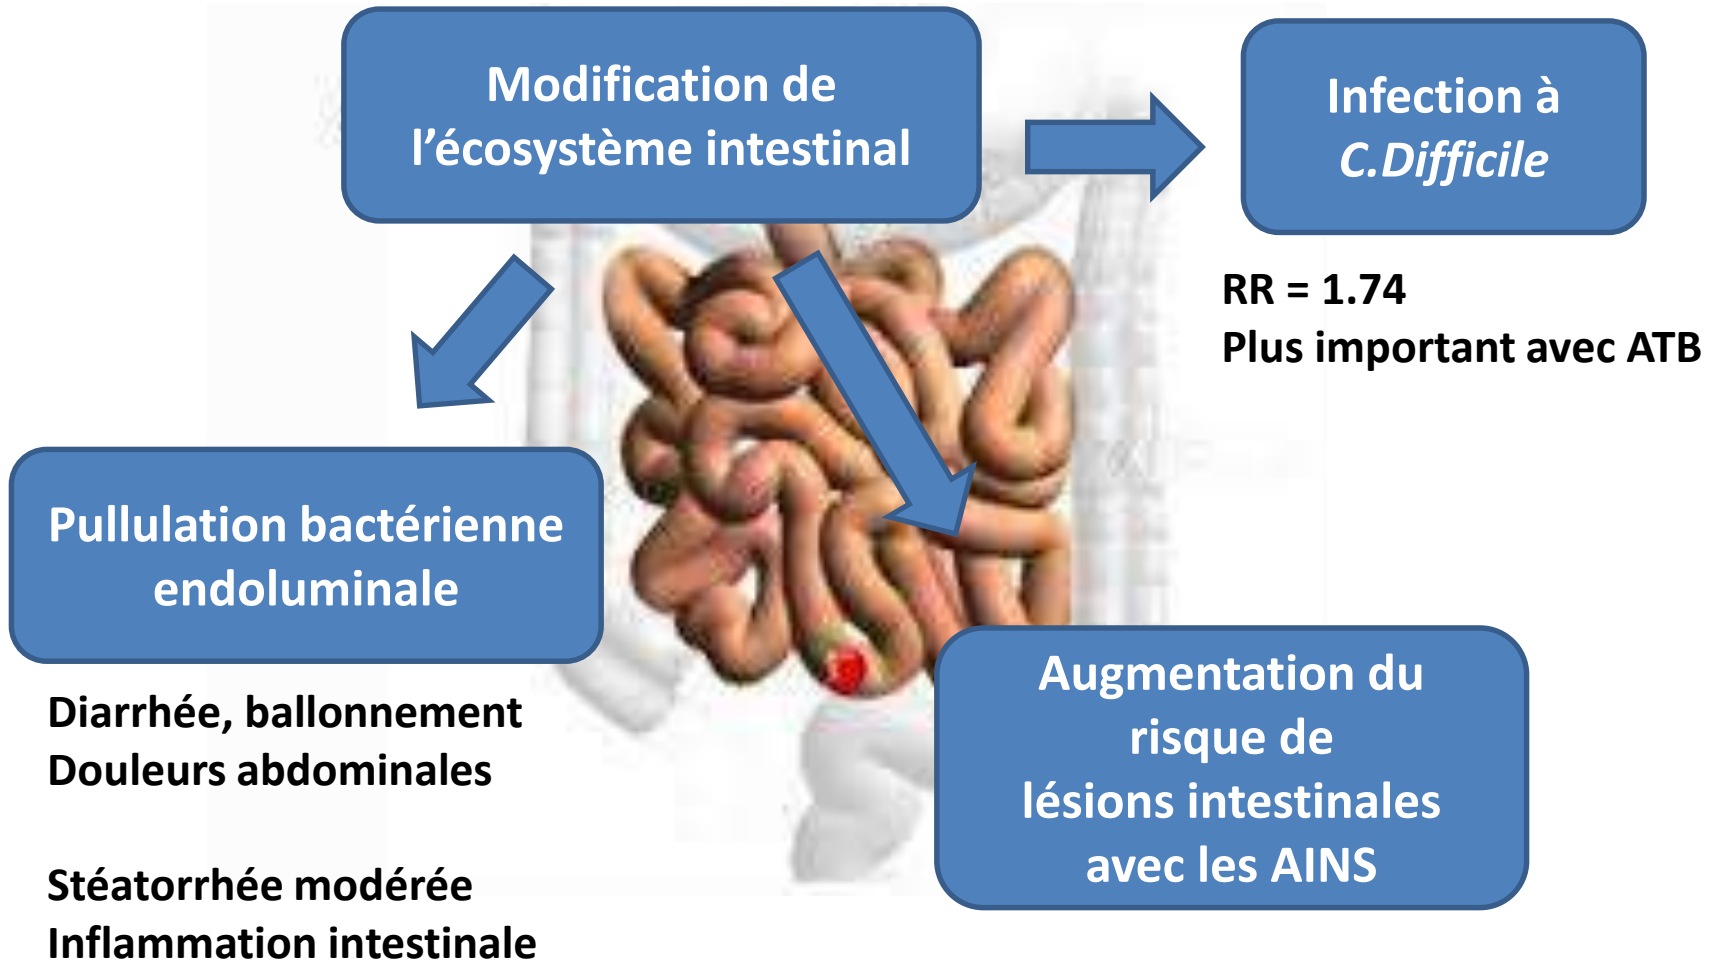 Modification de
l’écosystème intestinal
Infection à
C.Difficile
RR = 1.74
Plus important avec ATB
Pullulation bactérienne
endoluminale
Diarrhée, ballonnement
Douleurs abdominales
Stéatorrhée modérée
Inflammation intestinale
Augmentation du
risque de
lésions intestinales
avec les AINS